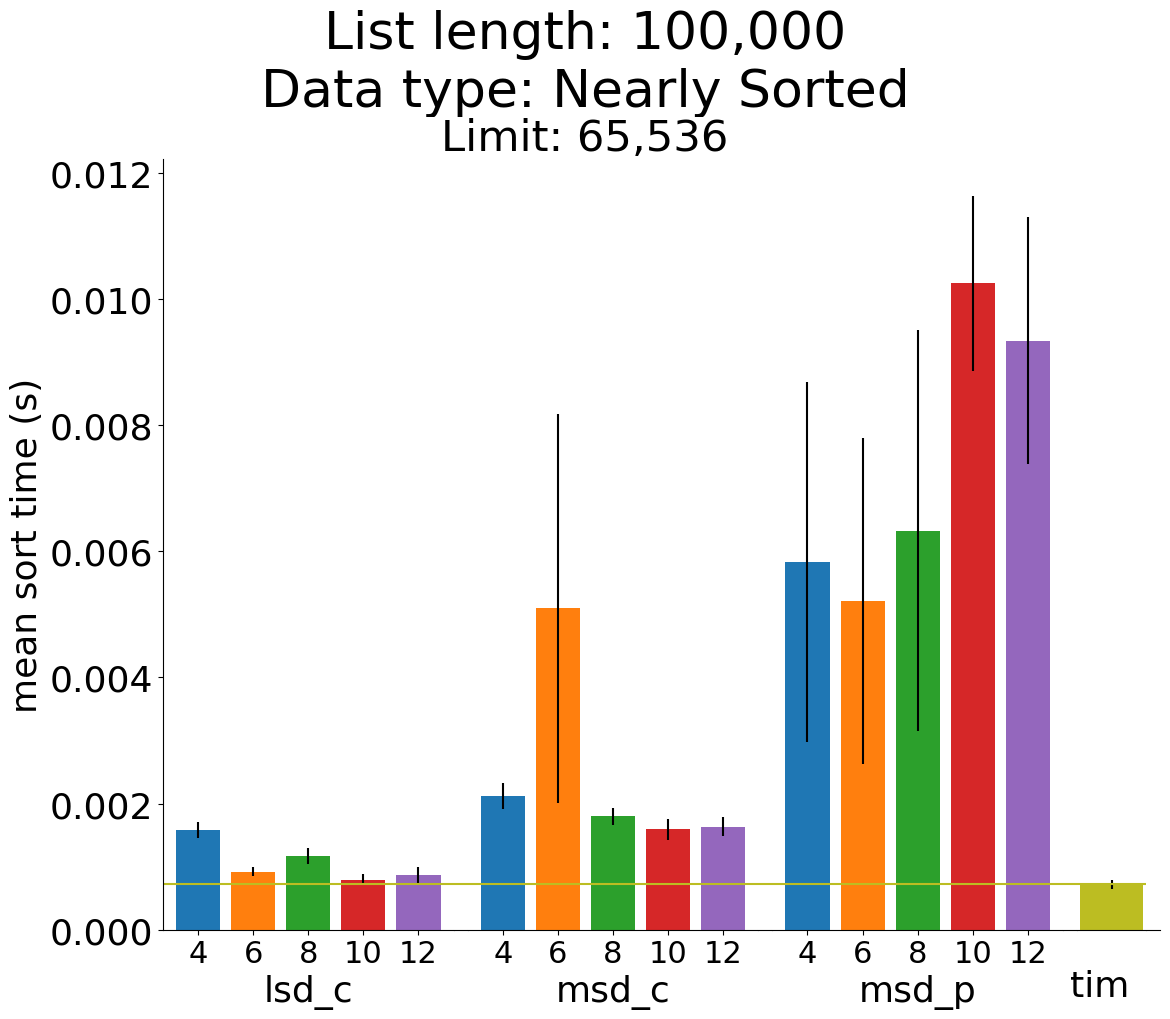 List length: 100,000
Data type: Nearly Sorted
Limit: 65,536
mean sort time (s)
0.012
0.010
0.008
0.006
0.004
0.002
0.000
4 6 8 10 12 4 6 8 10 12 4 6 8 10 12
lsd_c msd_c msd_p tim